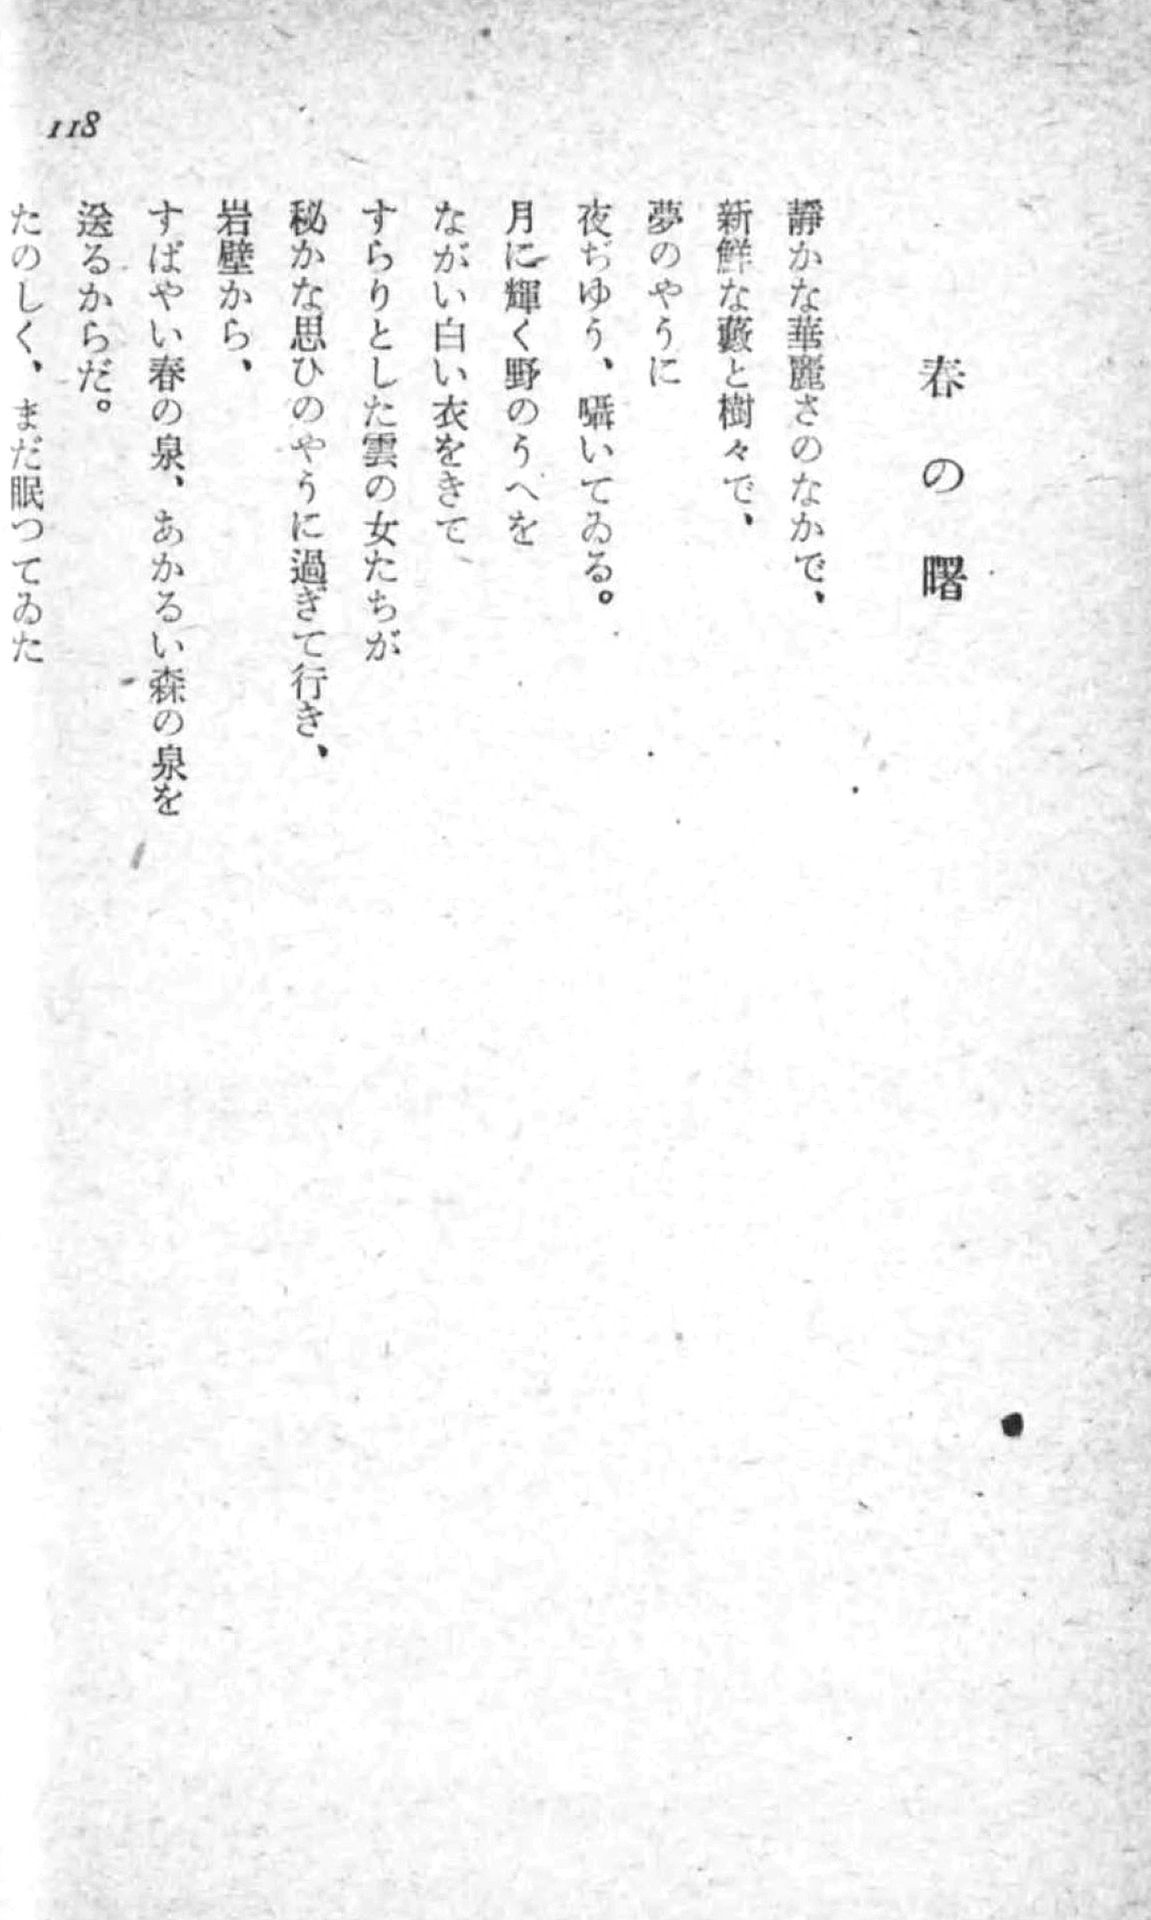 118
春の曙
靜かな華麗さのなかで、
新鮮な藪と樹々で、
夢のやうに
夜ぢゆう、囁いてゐる。
月に輝く野のうへを
ながい白い衣をきて
すらりとした雲の女たちが
秘かな思ひのやうに過ぎて行き、
岩壁から、
すばやい春の泉、あかるい森の泉を
送るからだ。
たのしく、まだ眠つてゐた